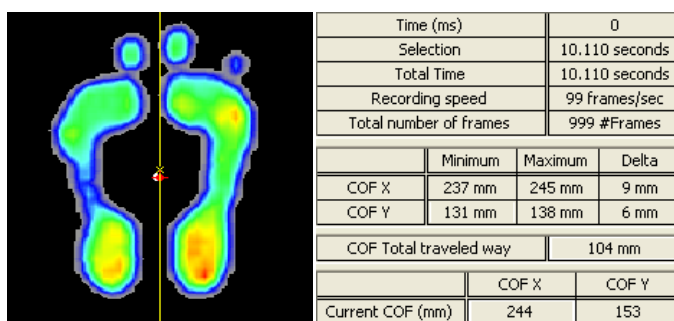 Time (ms) 0
Selection 10.110 seconds
Total Time 10.110 seconds
Recording speed 99 frames/sec
Total number of frames 999 #Frames
Minimum Maximum Delta
COF X 237 mm 245 mm 9 mm
COF Y 131 mm 138 mm 6 mm
COF Total traveled way 104 mm
COF X COF Y
Current COF (mm) 244 153